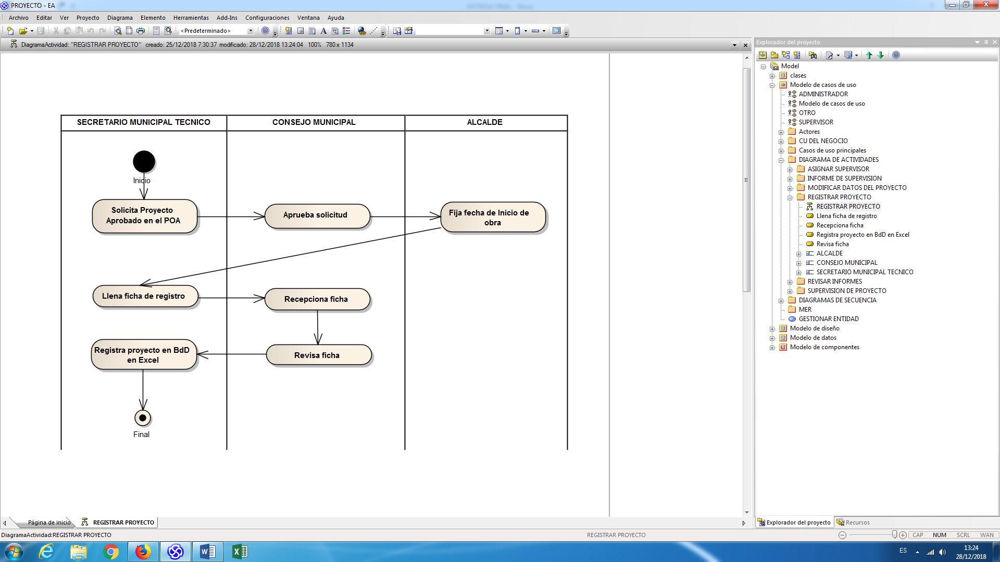 PROYECTO - EA
Archivo Editar Ver Proyecto Diagrama Elemento Herramientas Add-Ins Configuraciones Ventana Ayuda
<Predeterminado>
DiagramaActividad: "REGISTRAR PROYECTO" creado: 25/12/2018 7:30:37 modificado: 28/12/2018 13:24:04 100% 780 x 1134
SECRETARIO MUNICIPAL TECNICO
CONSEJO MUNICIPAL
ALCALDE
Inicio
Solicita Proyecto
Aprobado en el POA
Aprueba solicitud
Fija fecha de Inicio de
obra
Llena ficha de registro
Recepciona ficha
Registra proyecto en BdD
en Excel
Revisa ficha
Final
Explorador del proyecto
Model
clases
Modelo de casos de uso
ADMINISTRADOR
Modelo de casos de uso
OTRO
SUPERVISOR
Actores
CU DEL NEGOCIO
Casos de uso principales
DIAGRAMA DE ACTIVIDADES
ASIGNAR SUPERVISOR
INFORME DE SUPERVISION
MODIFICAR DATOS DEL PROYECTO
REGISTRAR PROYECTO
REGISTRAR PROYECTO
Llena ficha de registro
Recepciona ficha
Registra proyecto en BdD en Excel
Revisa ficha
ALCALDE
CONSEJO MUNICIPAL
SECRETARIO MUNICIPAL TECNICO
REVISAR INFORMES
SUPERVISION DE PROYECTO
DIAGRAMAS DE SECUENCIA
MER
GESTIONAR ENTIDAD
Modelo de diseño
Modelo de datos
Modelo de componentes
Página de inicio
REGISTRAR PROYECTO
Explorador del proyecto
Recursos
DiagramaActividad:REGISTRAR PROYECTO
REGISTRAR PROYECTO
CAP NUM SCRL WAN
ES
13:24
28/12/2018